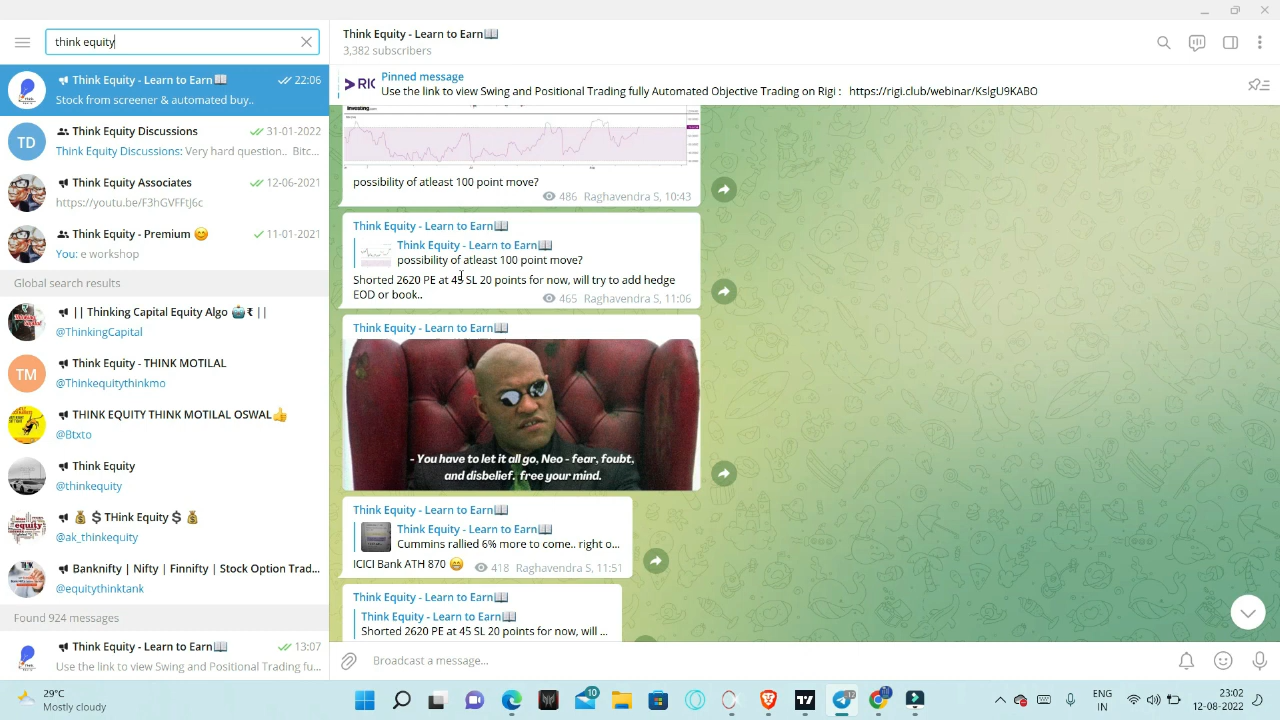 think equity
Think Equity - Learn to Earn📖
3,382 subscribers
Think Equity - Learn to Earn📖 22:06
Stock from screener & automated buy..
Think Equity Discussions 31-01-2022
Think Equity Discussions: Very hard question.. Bitc...
Think Equity Associates 12-06-2021
https://youtu.be/F3hGVFFtJ6c
Think Equity - Premium 😊 11-01-2021
You: e workshop
Global search results
|| Thinking Capital Equity Algo 🤖₹ ||
@ThinkingCapital
Think Equity - THINK MOTILAL
TM
@Thinkequitythinkmo
THINK EQUITY THINK MOTILAL OSWAL👍
@Btxto
Think Equity
@thinkequity
💰 $THink Equity$ 💰
@ak_thinkequity
Banknifty | Nifty | Finnifty | Stock Option Trad...
@equitythinktank
Found 924 messages
Think Equity - Learn to Earn📖 13:07
Use the link to view Swing and Positional Trading fu...
TD
RIG
Pinned message
Use the link to view Swing and Positional Trading fully Automated Objective Trading on Rigi : https://rigi.club/webinar/KsIgU9KABO
Investing.com
possibility of atleast 100 point move?
486 Raghavendra S, 10:43
Think Equity - Learn to Earn📖
Think Equity - Learn to Earn📖
possibility of atleast 100 point move?
Shorted 2620 PE at 45 SL 20 points for now, will try to add hedge
EOD or book..
465 Raghavendra S, 11:06
Think Equity - Learn to Earn📖
- You have to let it all go, Neo - fear, foubt,
and disbelief. free your mind.
Think Equity - Learn to Earn📖
Think Equity - Learn to Earn📖
Cummins rallied 6% more to come.. right o...
ICICI Bank ATH 870 😊 418 Raghavendra S, 11:51
Think Equity - Learn to Earn📖
Think Equity - Learn to Earn📖
Shorted 2620 PE at 45 SL 20 points for now, will ...
Broadcast a message...
29°C
Mostly cloudy
10
12
ENG
IN
12-08-2022